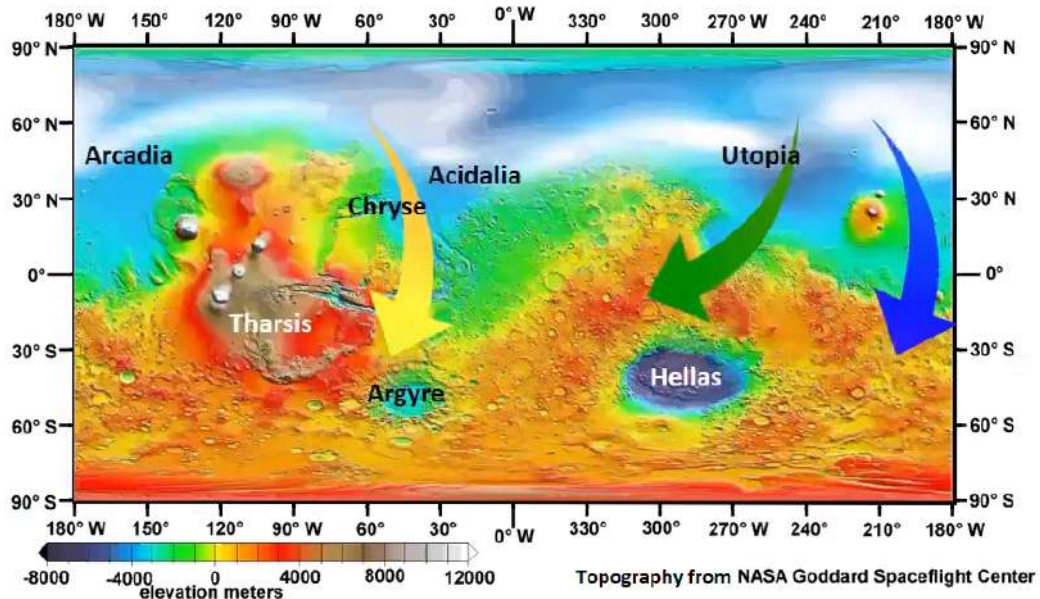 180° W 150° 120° 90° W 60° 30° 0° W 330° 300° W 270° 240° 210° 180° W
90° N 90° N
60° N 60° N
Arcadia Acidalia Utopia
30° N Chryse 30° N
0° 0°
Tharsis
30° S 30° S
Hellas
Argyre
60° S 60° S
90° S 90° S
180° W 150° 120° 90° W 60° 30° 0° W 330° 300° 270° W 240° 210° 180° W
-8000 -4000 0 4000 8000 12000
elevation meters
Topography from NASA Goddard Spaceflight Center